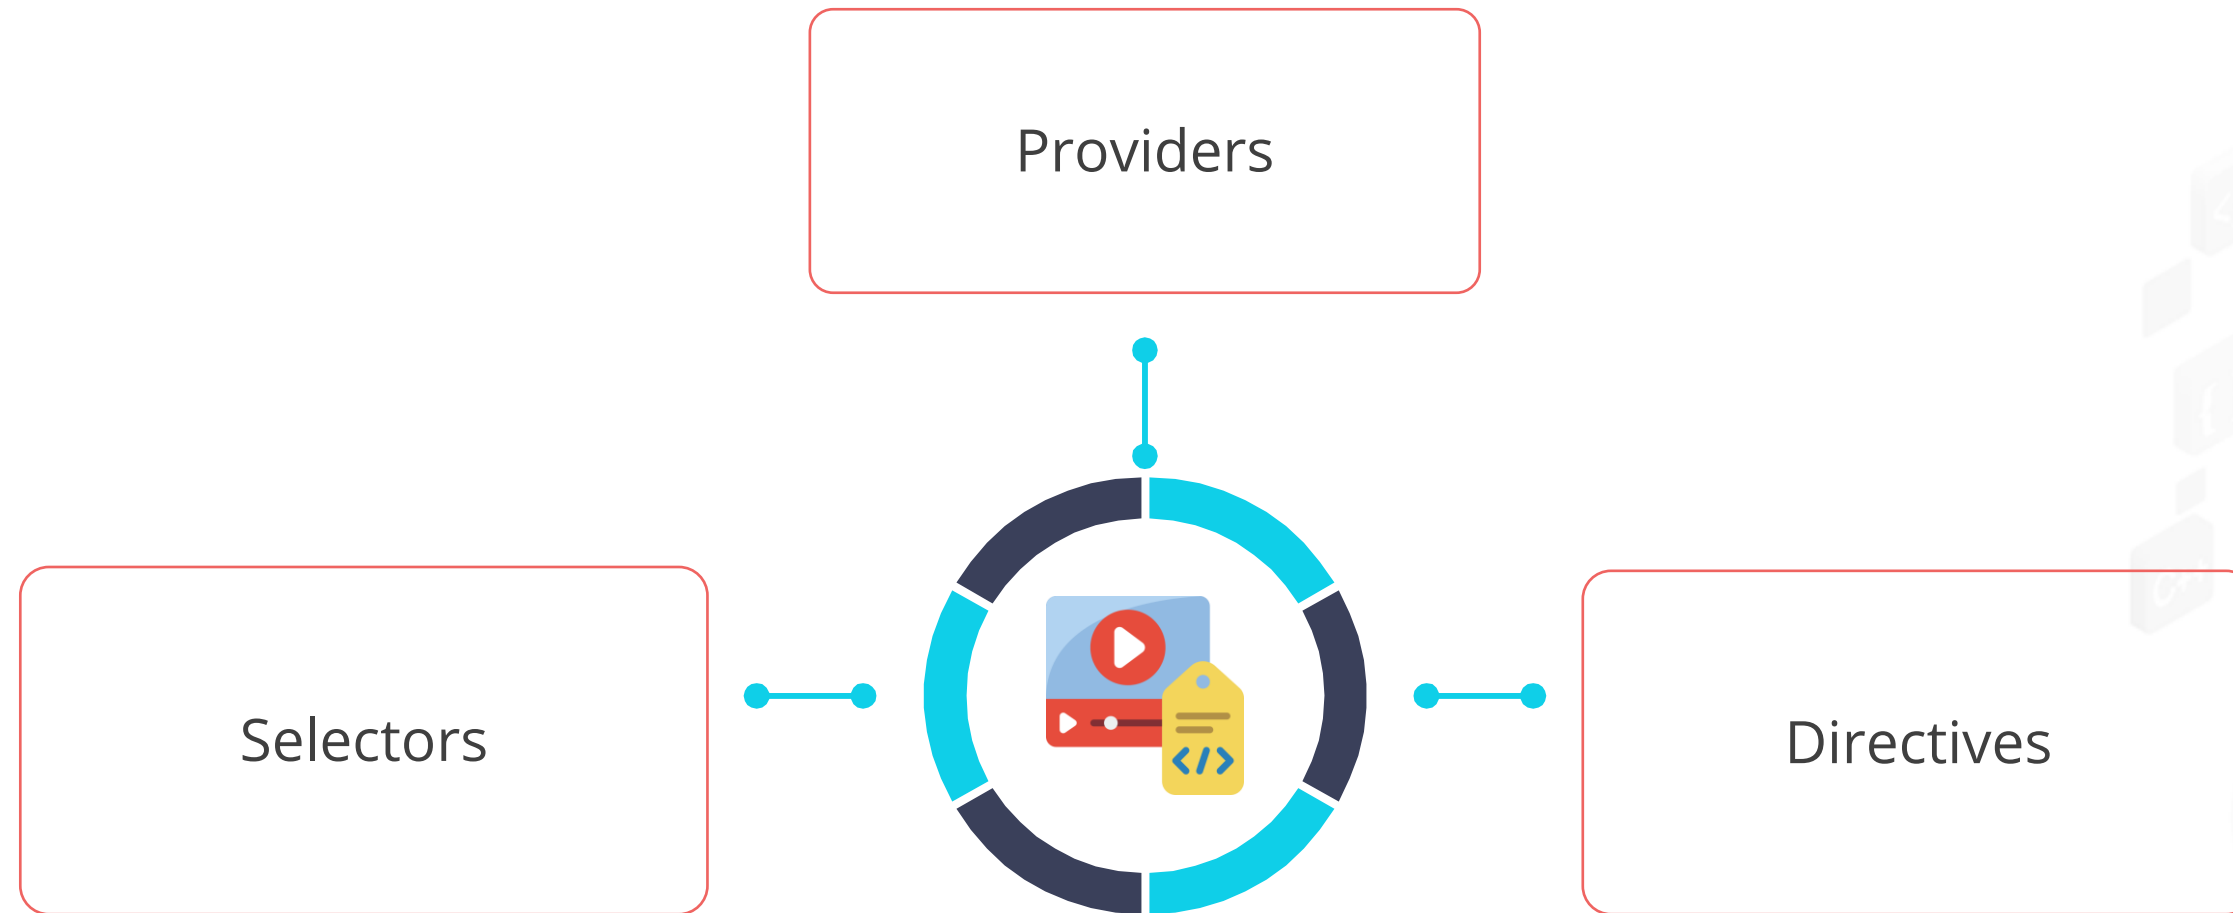 Providers
Selectors
Directives
</>
C++